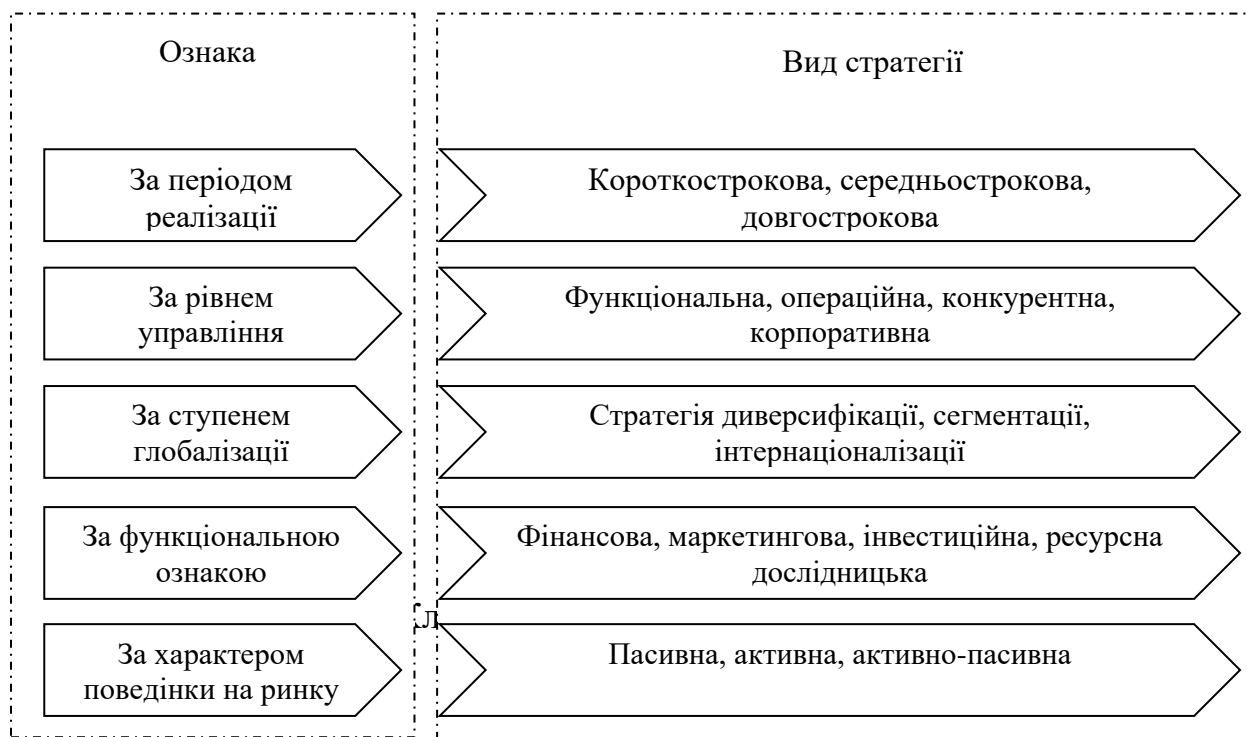 Ознака
Вид стратегії
За періодом
реалізації
Короткострокова, середньострокова,
довгострокова
За рівнем
управління
Функціональна, операційна, конкурентна,
корпоративна
За ступенем
глобалізації
Стратегія диверсифікації, сегментації,
інтернаціоналізації
За функціональною
ознакою
Фінансова, маркетингова, інвестиційна, ресурсна
дослідницька
За характером
поведінки на ринку
Пасивна, активна, активно-пасивна